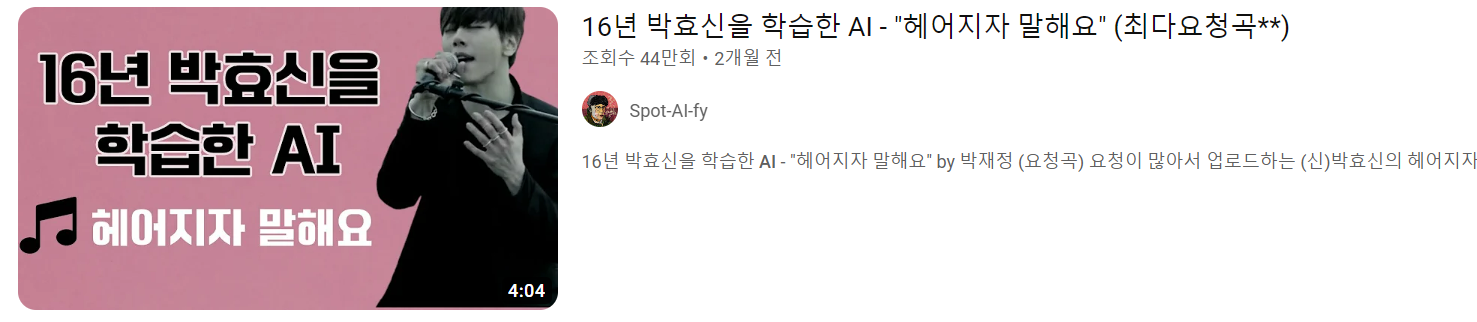 16년 박효신을
학습한 AI
헤어지자 말해요
4:04
16년 박효신을 학습한 AI - "헤어지자 말해요" (최다요청곡**)
조회수 44만회 • 2개월 전
Spot-AI-fy
16년 박효신을 학습한 AI - "헤어지자 말해요" by 박재정 (요청곡) 요청이 많아서 업로드하는 (신)박효신의 헤어지자